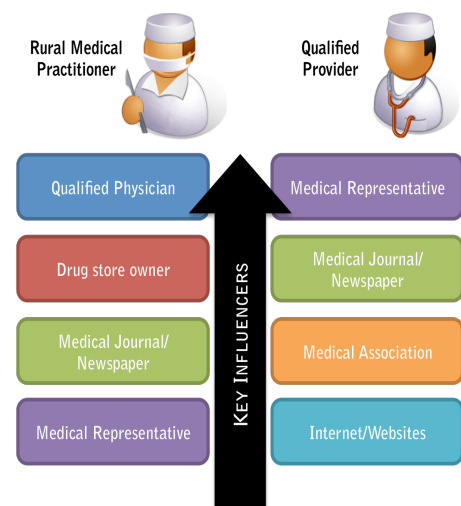 Rural Medical
Practitioner
Qualified
Provider
Qualified Physician
Drug store owner
Medical Journal/
Newspaper
Medical Representative
KEY INFLUENCERS
Medical Representative
Medical Journal/
Newspaper
Medical Association
Internet/Websites